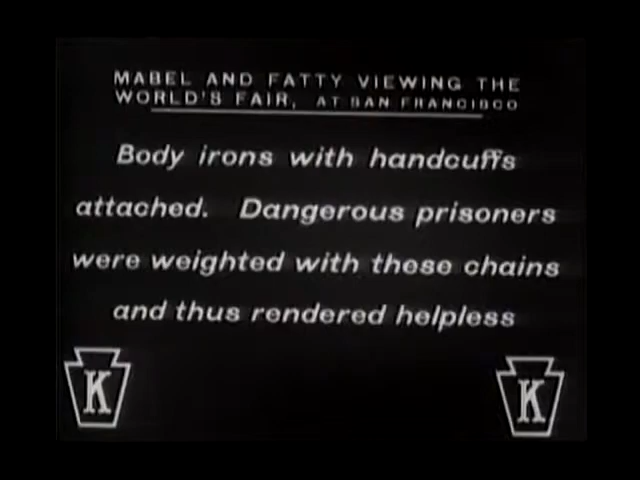 MABEL AND FATTY VIEWING THE
WORLD'S FAIR, AT SAN FRANCISCO
Body irons with handcuffs
attached. Dangerous prisoners
were weighted with these chains
and thus rendered helpless
K K